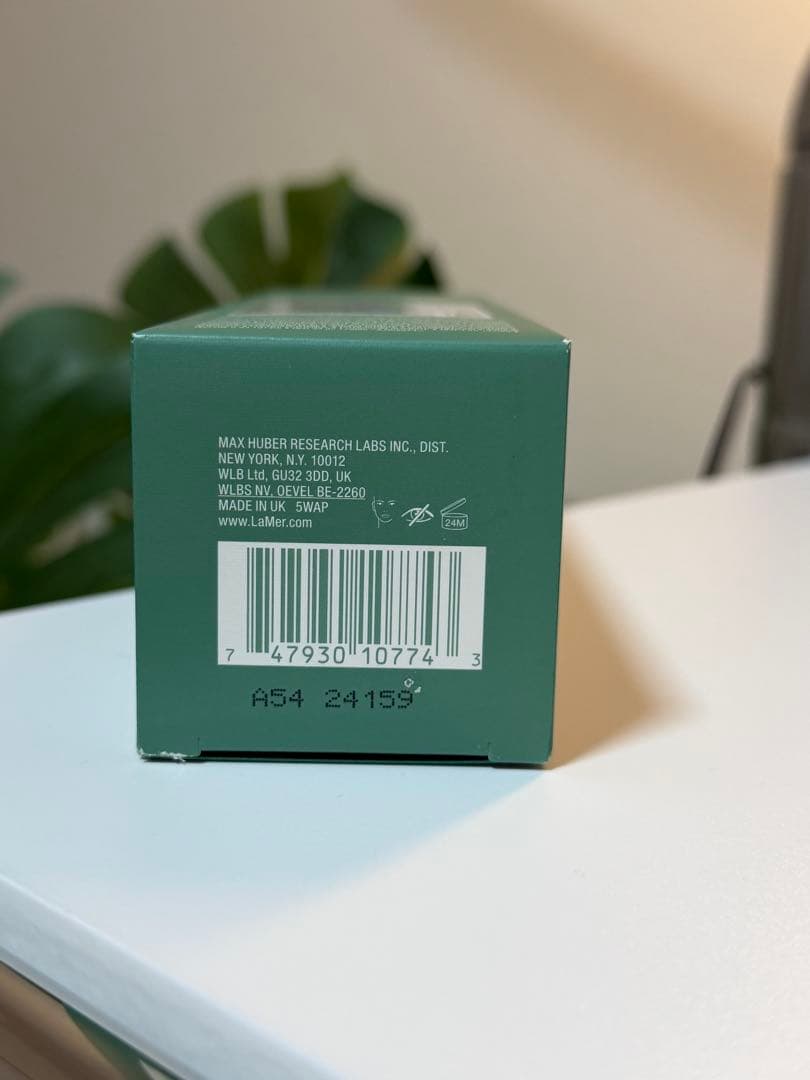 MAX HUBER RESEARCH LABS INC., DIST.
NEW YORK, N.Y. 10012
WLB Ltd, GU32 3DD, UK
WLBS NV. OEVEL BE-2260
MADE IN UK 5WAP
www.LaMer.com
24M
7 47930 10774 3
A54 24159